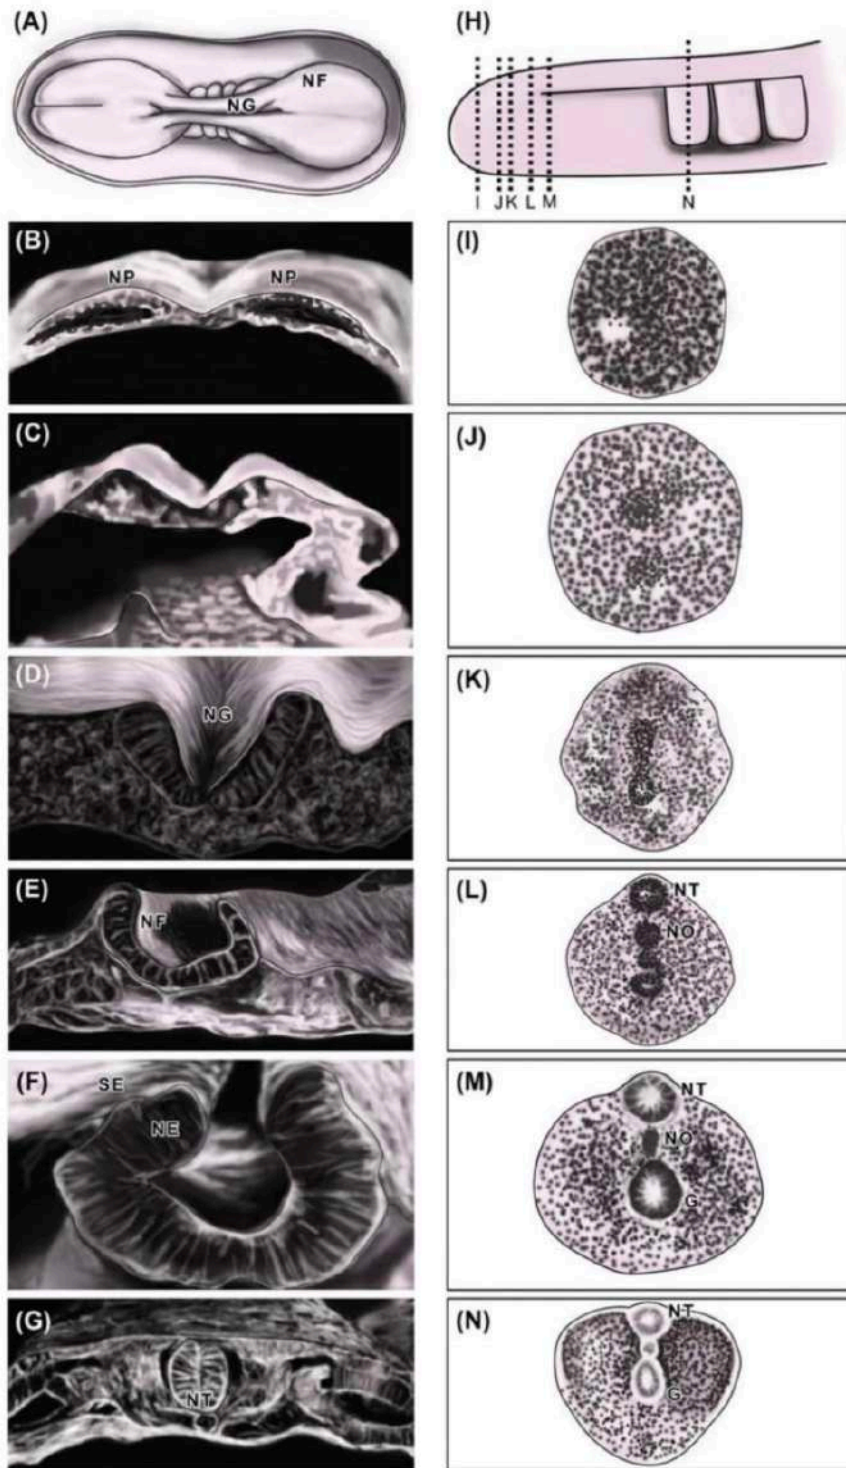 (A)
NF
NG
(B)
NP NP
(C)
(D)
NG
(E)
NF
(F)
SE
NE
(G)
NT
(H)
I J K L M N
(I)
(J)
(K)
(L)
NT
NO
(M)
NT
NO
G
(N)
NT
G